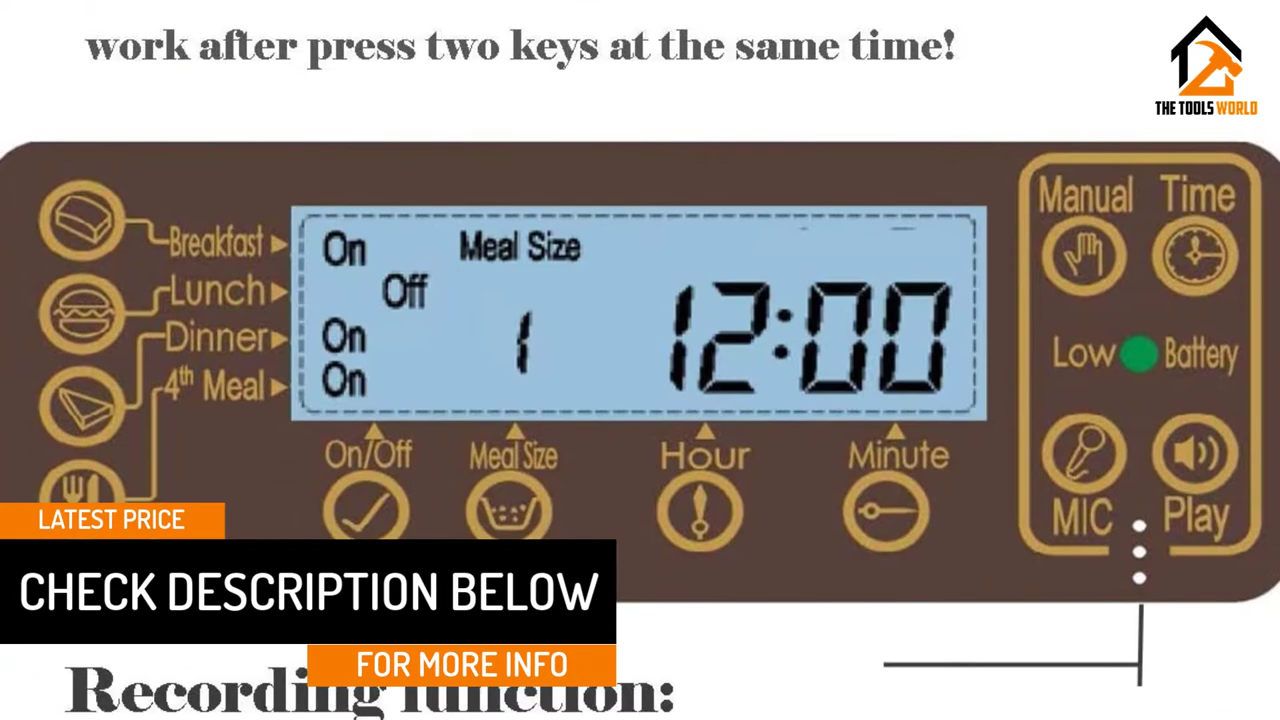 work after press two keys at the same time!
THE TOOLS WORLD
Manual Time
Breakfast On Meal Size
Lunch Off
Dinner On 1 12:00
4th Meal On
Low Battery
On/Off Meal Size Hour Minute
MIC Play
LATEST PRICE
CHECK DESCRIPTION BELOW
FOR MORE INFO
Recording function: